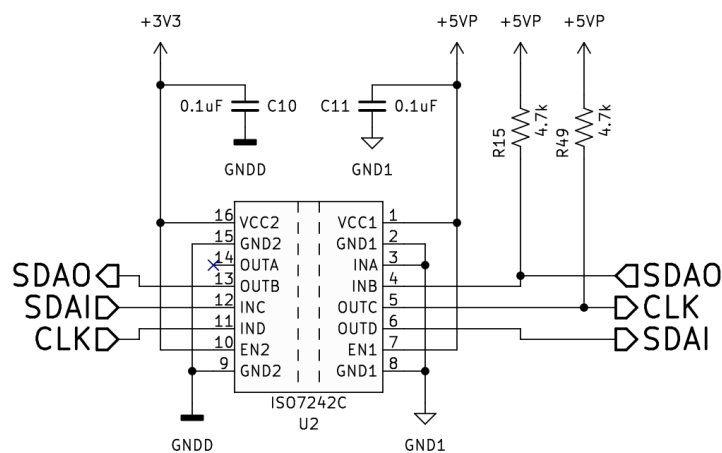 +3V3
+5VP
+5VP
+5VP
0.1uF
C10
C11
0.1uF
R15
4.7k
R49
4.7k
GNDD
GND1
16
VCC2
VCC1
1
15
GND2
GND1
2
14
OUTA
INA
3
SDAO
13
OUTB
INB
4
SDAO
SDAI
12
INC
OUTC
5
CLK
CLK
11
IND
OUTD
6
SDAI
10
EN2
EN1
7
9
GND2
GND1
8
ISO7242C
U2
GNDD
GND1